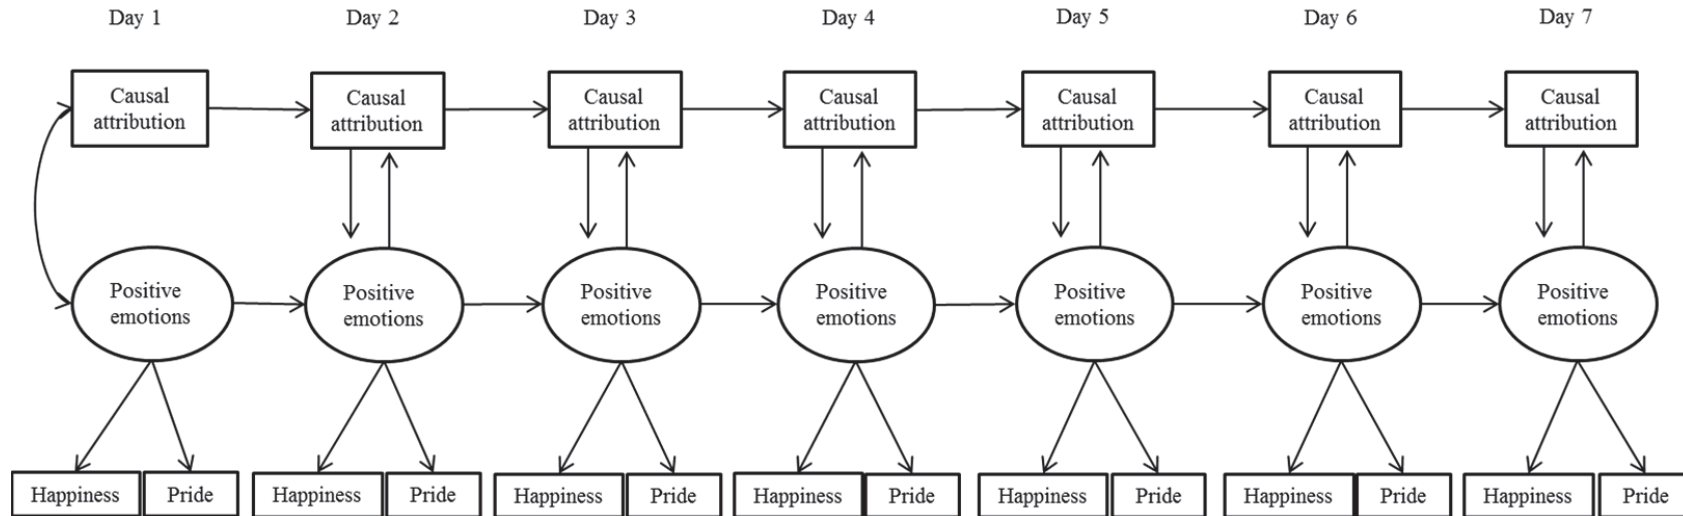 Day 1 Day 2 Day 3 Day 4 Day 5 Day 6 Day 7
Causal Causal Causal Causal Causal Causal Causal
attribution attribution attribution attribution attribution attribution attribution
Positive Positive Positive Positive Positive Positive Positive
emotions emotions emotions emotions emotions emotions emotions
Happiness Pride Happiness Pride Happiness Pride Happiness Pride Happiness Pride Happiness Pride Happiness Pride